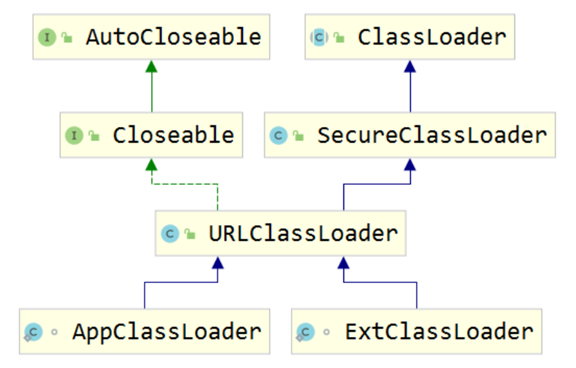 I AutoCloseable
C ClassLoader
I Closeable
C SecureClassLoader
C URLClassLoader
C AppClassLoader
C ExtClassLoader